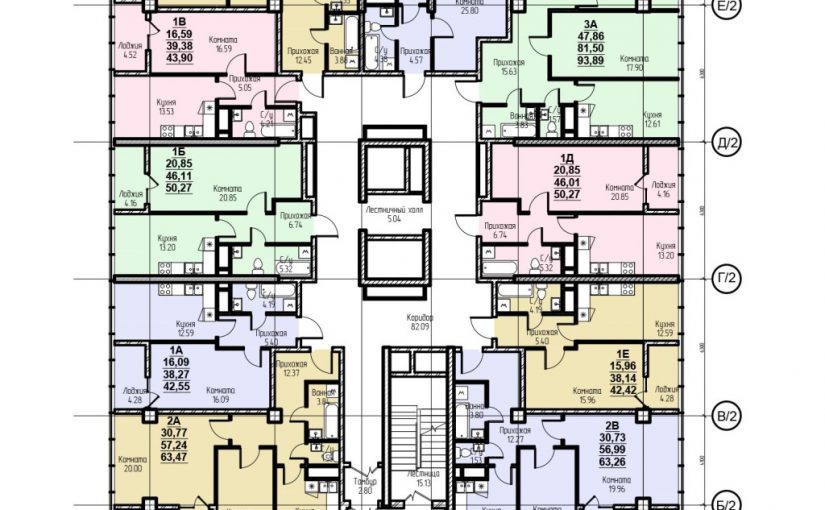 Е/2
25.80
1В
16,59
39,38
43,90
Комната
16.59
Лоджия
4.52
Прихожая
12.45
Ванная
3.88
С/у
4.38
Прихожая
4.57
3А
47,86
81,50
93,89
Комната
17.90
Прихожая
15.63
Кухня
13.53
Прихожая
5.05
С/у
4.21
Ванная
3.83
С/у
1.57
Кухня
12.61
Д/2
1Б
20,85
46,11
50,27
Комната
20.85
Лоджия
4.16
1Д
20,85
46,01
50,27
Комната
20.85
Лоджия
4.16
Лестничный холл
5.04
Прихожая
6.74
Прихожая
6.74
Кухня
13.20
С/у
5.32
С/у
5.32
Кухня
13.20
Г/2
Кухня
12.59
С/у
4.19
Прихожая
5.40
Коридор
82.09
С/у
4.19
Прихожая
5.40
Кухня
12.59
1А
16,09
38,27
42,55
Комната
16.09
Лоджия
4.28
Прихожая
12.37
1Е
15,96
38,14
42,42
Комната
15.96
Лоджия
4.28
В/2
2А
30,77
57,24
63,47
Комната
20.00
Ванная
С/у
Ванная
3.80
С/у
1.53
Прихожая
12.27
2В
30,73
56,99
63,26
Комната
19.96
Тамбур
2.80
Лестница
15.13
Б/2
Кухня
Комната
Комната
Кухня